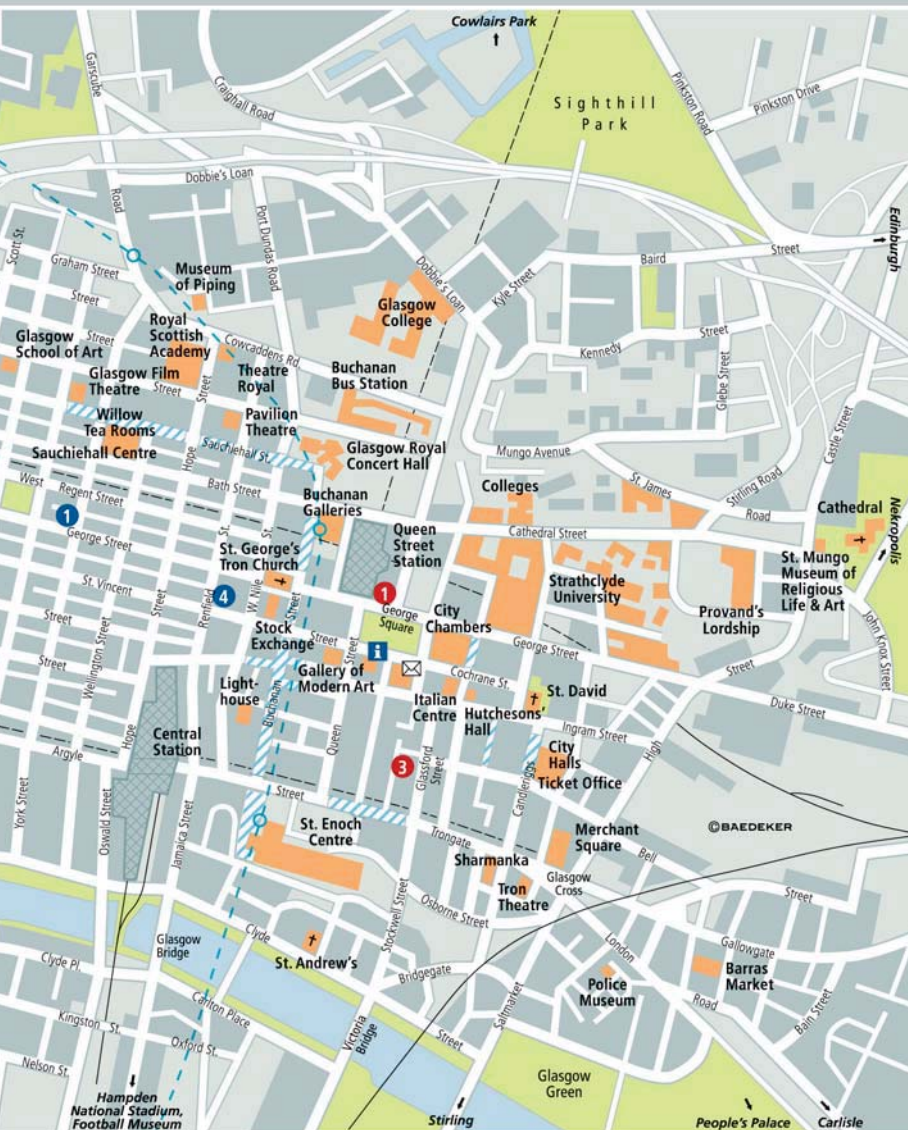 Cowlairs Park
Garscube
Craighall Road
Sighthill
Park
Pinkston Road
Pinkston Drive
Dobbie's Loan
Road
Port Dundas Road
Edinburgh
Scott St.
Graham Street
Museum
of Piping
Dobbie's Loan
Kyle Street
Baird
Street
Street
Glasgow
College
Glasgow
School of Art
Street
Royal
Scottish
Academy
Cowcaddens Rd
Kennedy
Street
Glasgow Film
Theatre
Street
Street
Theatre
Royal
Buchanan
Bus Station
Glebe Street
Willow
Tea Rooms
Pavilion
Theatre
Castle Street
Sauchiehall Centre
Hope
Sauchiehall St.
Glasgow Royal
Concert Hall
Mungo Avenue
West
Regent Street
Bath Street
Colleges
St. James
Road
Stirling Road
Cathedral
Nekropolis
1
George Street
St.
St.
Buchanan
Galleries
Queen
Street
Station
Cathedral Street
St. George's
Tron Church
St. Mungo
Museum of
Religious
Life & Art
St. Vincent
Street
4
Renfield
W. Nile
Street
1
George
Square
City
Chambers
Strathclyde
University
Provand's
Lordship
John Knox Street
Street
Wellington Street
Stock
Exchange
Street
Street
i
George Street
Street
Street
Light-
house
Gallery of
Modern Art
Cochrane St.
St. David
Duke Street
Buchanan
Italian
Centre
Hutchesons'
Hall
Ingram Street
Hope
Central
Station
Queen
City
Halls
Ticket Office
High
Argyle
3
Glassford
Street
Candleriggs
York Street
Oswald Street
Jamaica Street
Street
St. Enoch
Centre
Trongate
Merchant
Square
©BAEDEKER
Bell
Street
Sharmanka
Glasgow
Cross
Tron
Theatre
Stockwell Street
Osborne Street
Glasgow
Bridge
Clyde
St. Andrew's
London
Gallowgate
Clyde Pl.
Bridgegate
Police
Museum
Barras
Market
Carlton Place
Saltmarket
Road
Bain Street
Kingston St.
Oxford St.
Victoria
Bridge
Street
Nelson St.
Glasgow
Green
Hampden
National Stadium,
Football Museum
Stirling
People's Palace
Carlisle